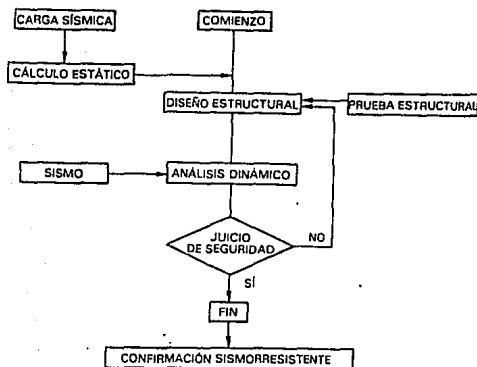 CARGA SÍSMICA
COMIENZO
CÁLCULO ESTÁTICO
DISEÑO ESTRUCTURAL
PRUEBA ESTRUCTURAL
SISMO
ANÁLISIS DINÁMICO
JUICIO
DE SEGURIDAD
NO
SÍ
FIN
CONFIRMACIÓN SISMORRESISTENTE